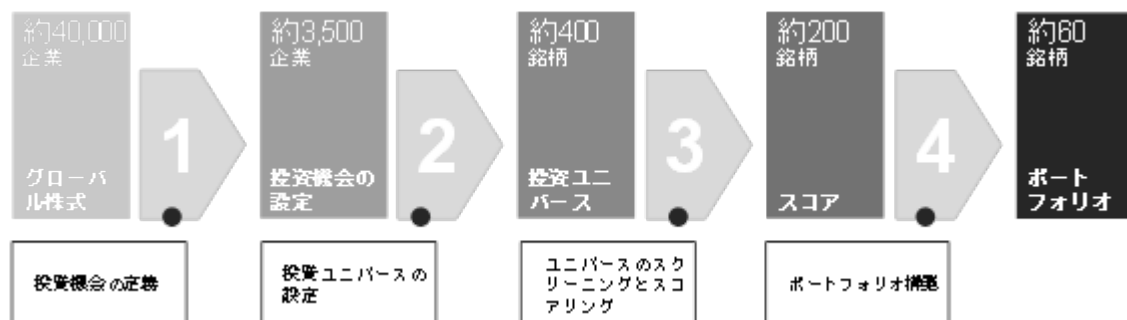 約40,000
企業
グローバ
ル株式
1
約3,500
企業
投資機会の
設定
2
約400
銘柄
投資ユニ
バース
3
約200
銘柄
スコア
4
約60
銘柄
ポート
フォリオ
投資機会の定義
投資ユニバースの
設定
ユニバースのスク
リーニングとスコ
アリング
ポートフォリオ構築